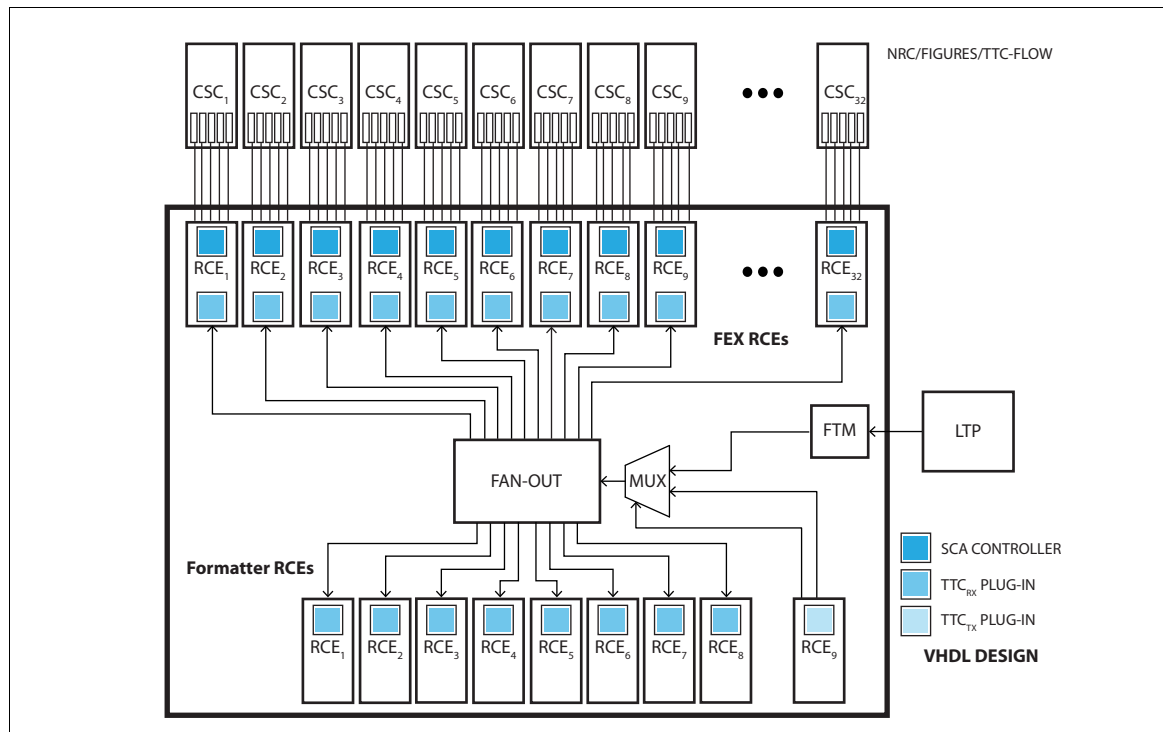 NRC/FIGURES/TTC-FLOW
CSC1 CSC2 CSC3 CSC4 CSC5 CSC6 CSC7 CSC8 CSC9 ••• CSC32
RCE1 RCE2 RCE3 RCE4 RCE5 RCE6 RCE7 RCE8 RCE9 ••• RCE32
FEX RCEs
FTM
LTP
FAN-OUT
MUX
Formatter RCEs
SCA CONTROLLER
TTCRX PLUG-IN
TTCTX PLUG-IN
VHDL DESIGN
RCE1 RCE2 RCE3 RCE4 RCE5 RCE6 RCE7 RCE8 RCE9